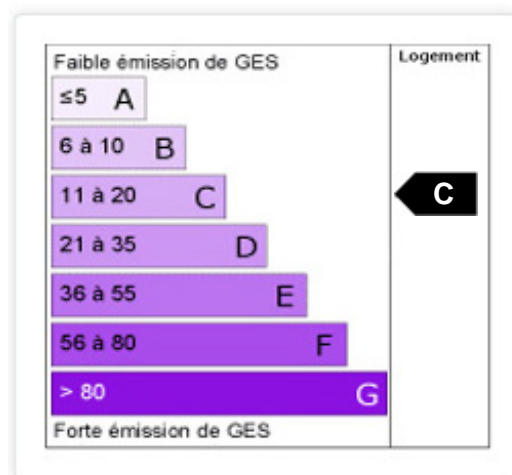 Faible émission de GES
Logement
≤5 A
6 à 10 B
11 à 20 C
C
21 à 35 D
36 à 55 E
56 à 80 F
> 80 G
Forte émission de GES